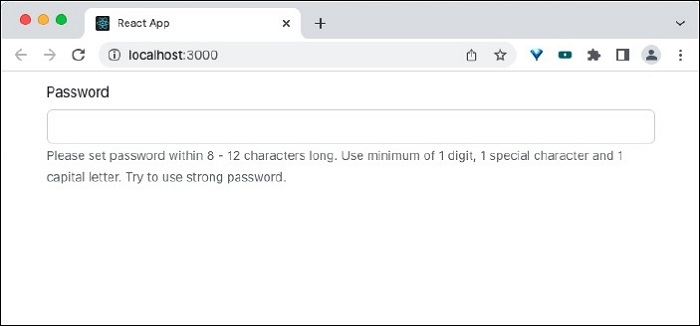 React App
localhost:3000
Password
Please set password within 8 - 12 characters long. Use minimum of 1 digit, 1 special character and 1
capital letter. Try to use strong password.